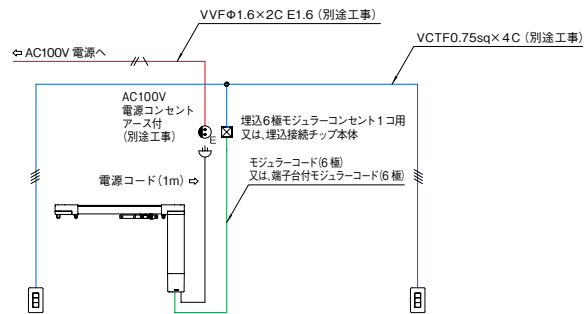 VVFΦ1.6×2C E1.6 (別途工事)
VCTF0.75sq×4C (別途工事)
⇦AC100V 電源へ
AC100V
電源コンセント
アース付
(別途工事)
E
埋込6極モジュラーコンセント1コ用
又は、埋込接続チップ本体
モジュラーコード(6極)
又は、端子台付モジュラーコード(6極)
電源コード(1m)⇨